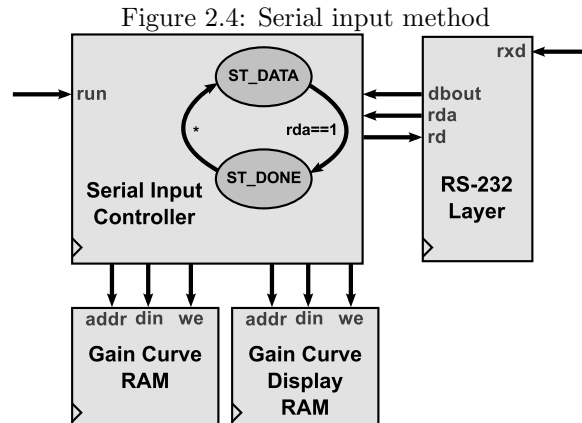 Figure 2.4: Serial input method
run
ST_DATA
*
rda==1
ST_DONE
Serial Input
Controller
rxd
dbout
rda
rd
RS-232
Layer
addr din we
Gain Curve
RAM
addr din we
Gain Curve
Display
RAM